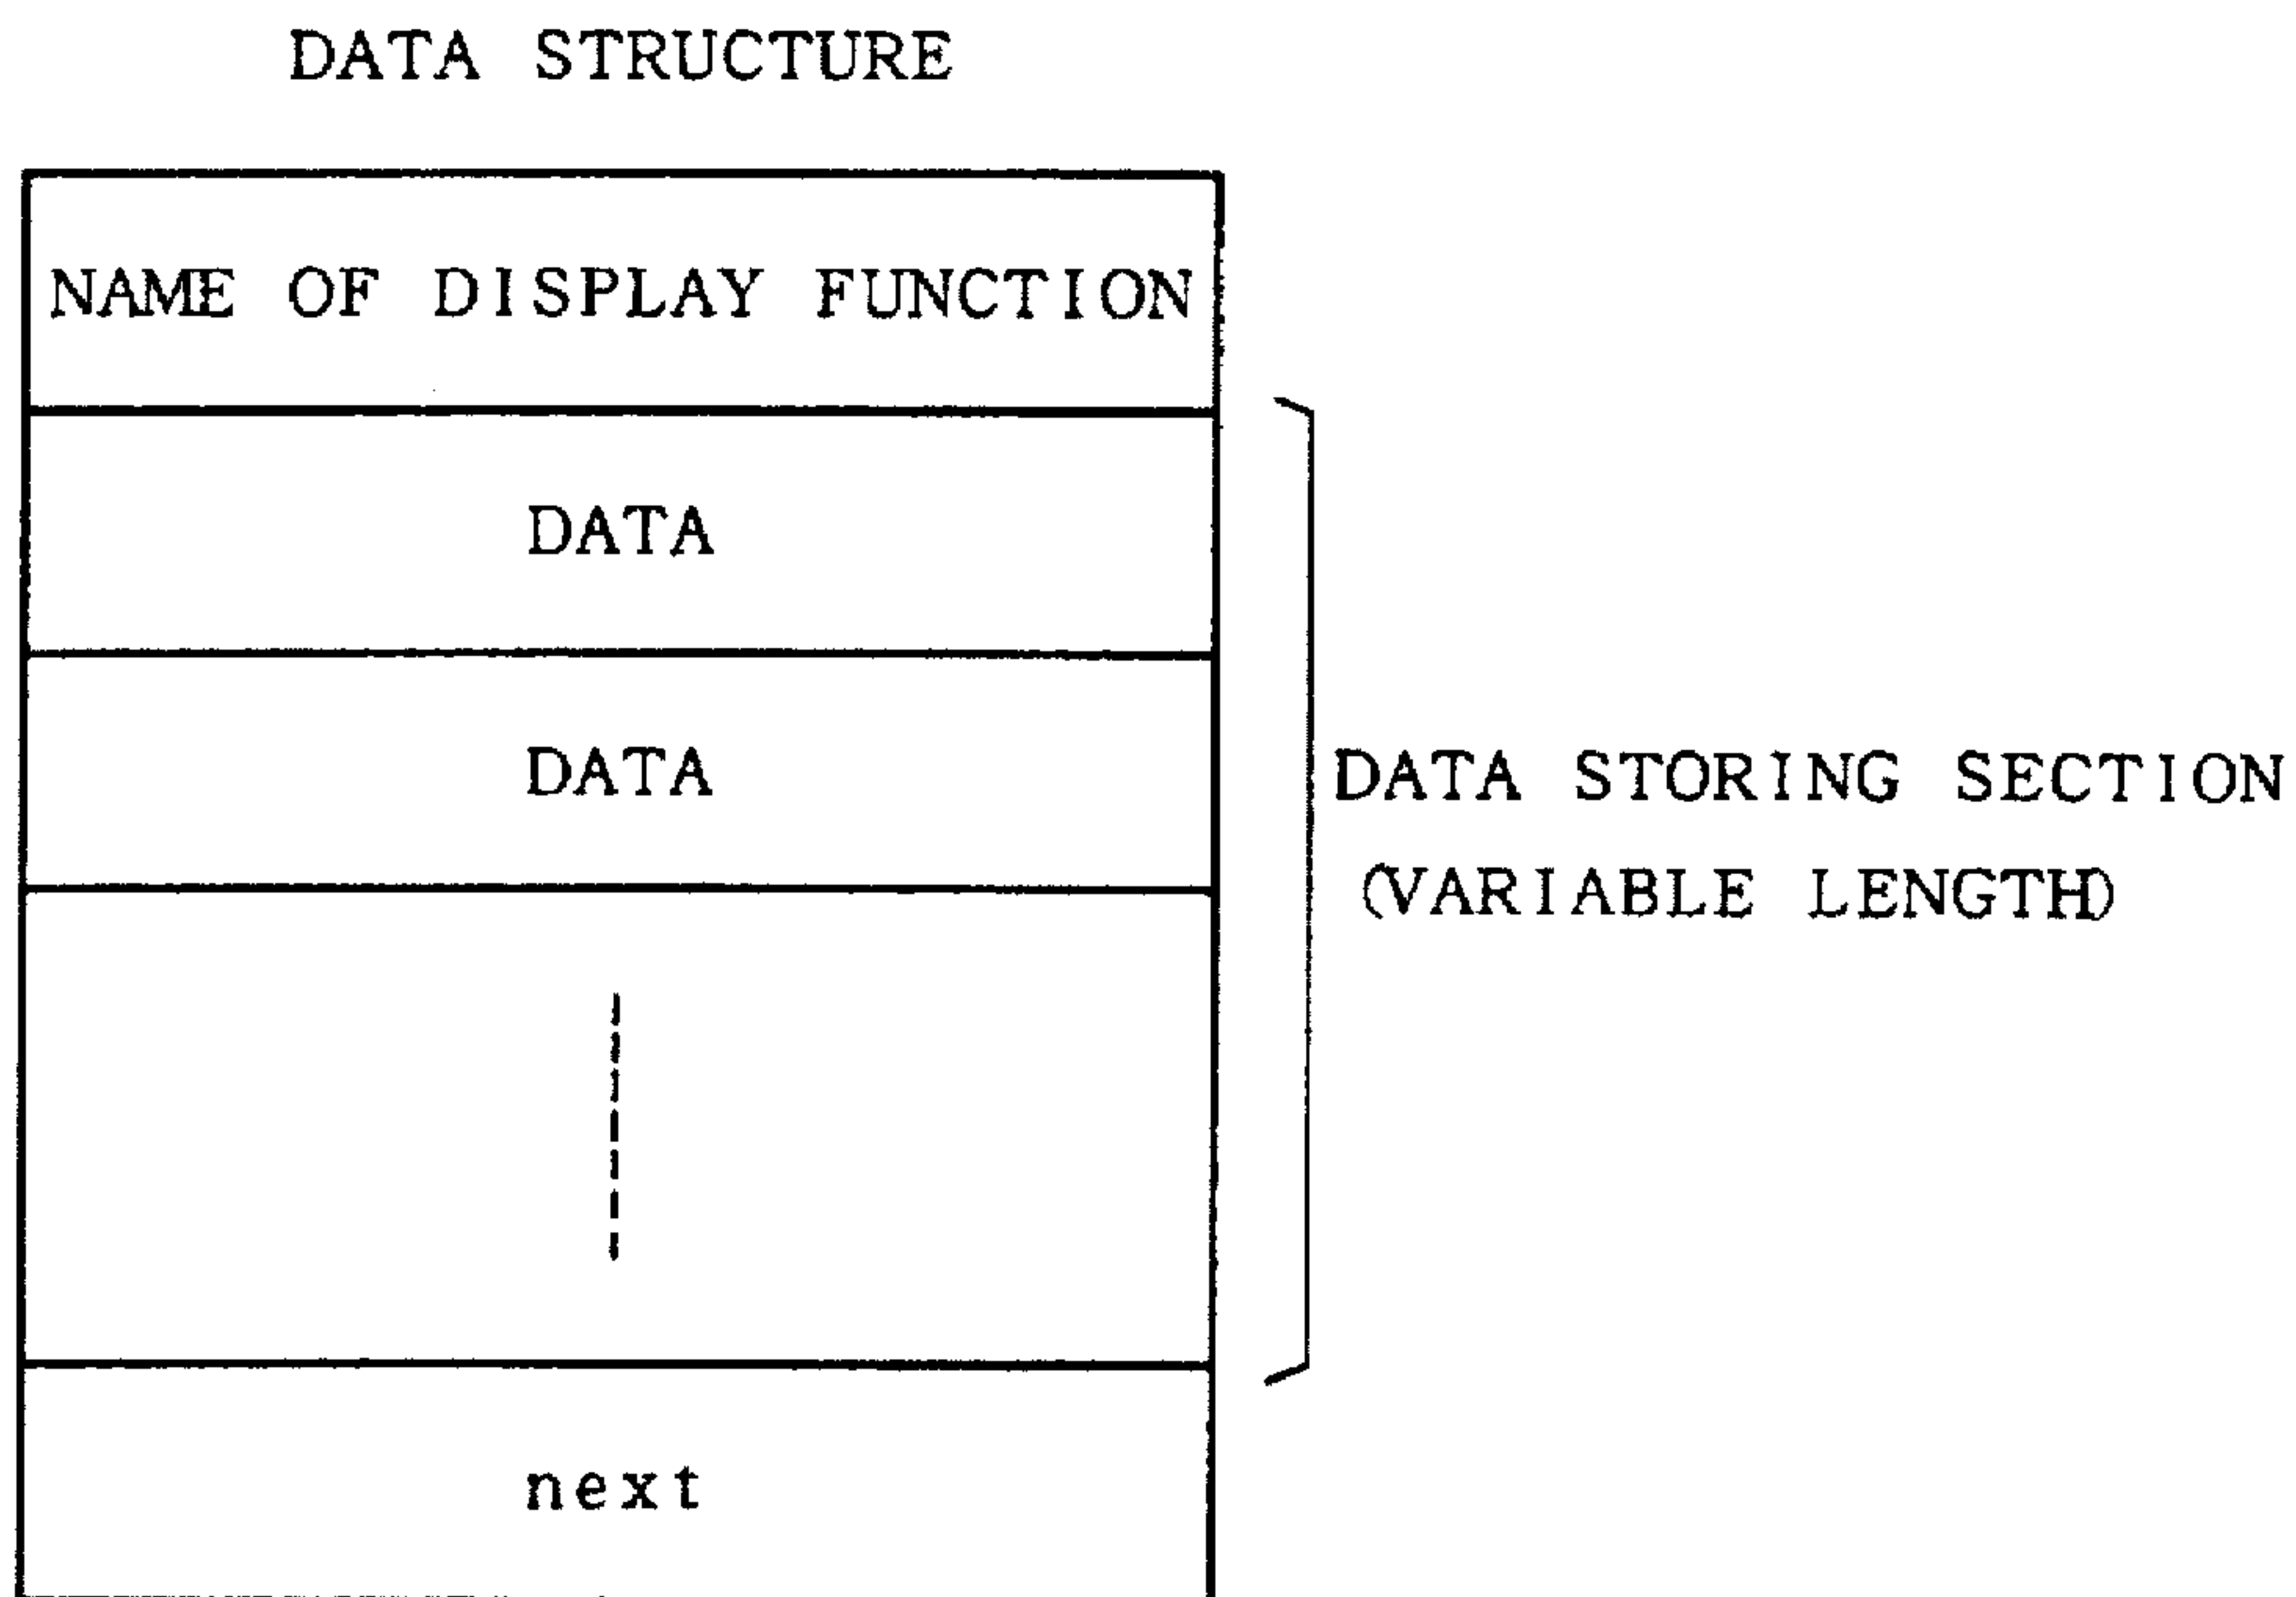 DATA STRUCTURE
NAME OF DISPLAY FUNCTION
DATA
DATA
DATA STORING SECTION
(VARIABLE LENGTH)
next